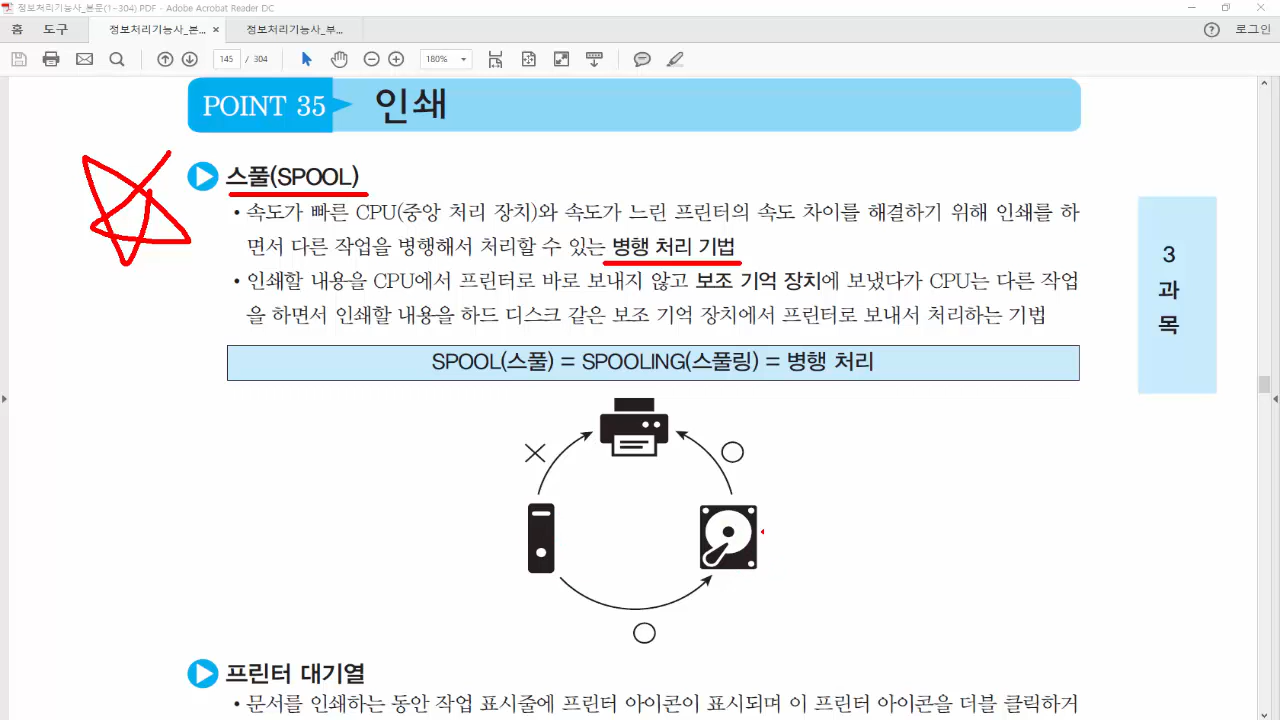 정보처리기능사_본문(1~304).PDF - Adobe Acrobat Reader DC
홈 도구 정보처리기능사_본... × 정보처리기능사_부... 로그인
145 / 304 180%
POINT 35 인쇄
스풀(SPOOL)
• 속도가 빠른 CPU(중앙 처리 장치)와 속도가 느린 프린터의 속도 차이를 해결하기 위해 인쇄를 하
면서 다른 작업을 병행해서 처리할 수 있는 병행 처리 기법
• 인쇄할 내용을 CPU에서 프린터로 바로 보내지 않고 보조 기억 장치에 보냈다가 CPU는 다른 작업
을 하면서 인쇄할 내용을 하드 디스크 같은 보조 기억 장치에서 프린터로 보내서 처리하는 기법
3
과
목
SPOOL(스풀) = SPOOLING(스풀링) = 병행 처리
프린터 대기열
• 문서를 인쇄하는 동안 작업 표시줄에 프린터 아이콘이 표시되며 이 프린터 아이콘을 더블 클릭하거